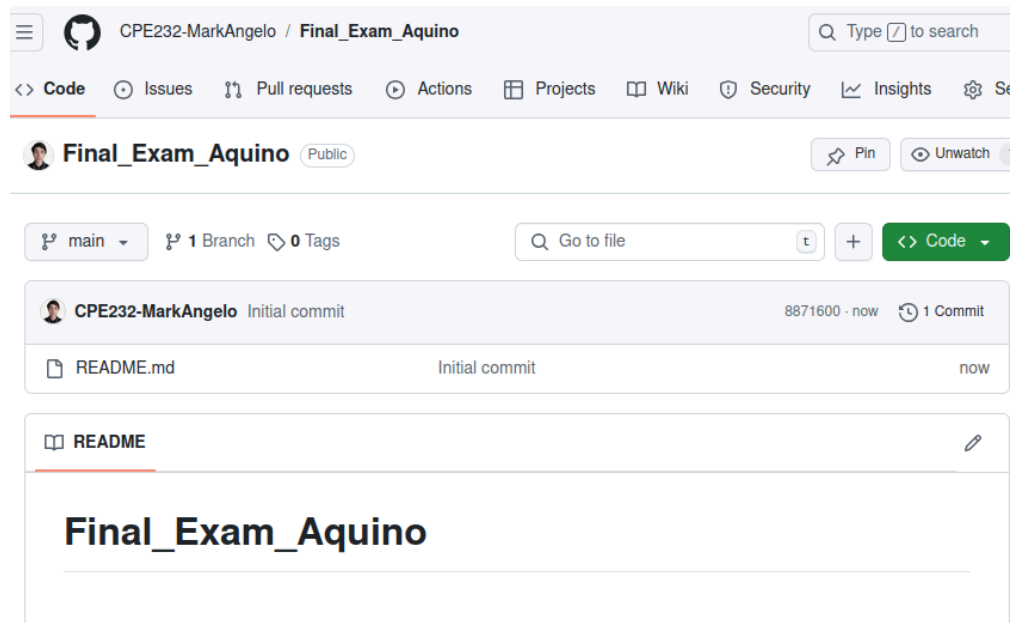 CPE232-MarkAngelo / Final_Exam_Aquino Type / to search
Code Issues Pull requests Actions Projects Wiki Security Insights
Final_Exam_Aquino Public Pin Unwatch
main 1 Branch 0 Tags Go to file t + Code
CPE232-MarkAngelo Initial commit 8871600 · now 1 Commit
README.md Initial commit now
README
Final_Exam_Aquino